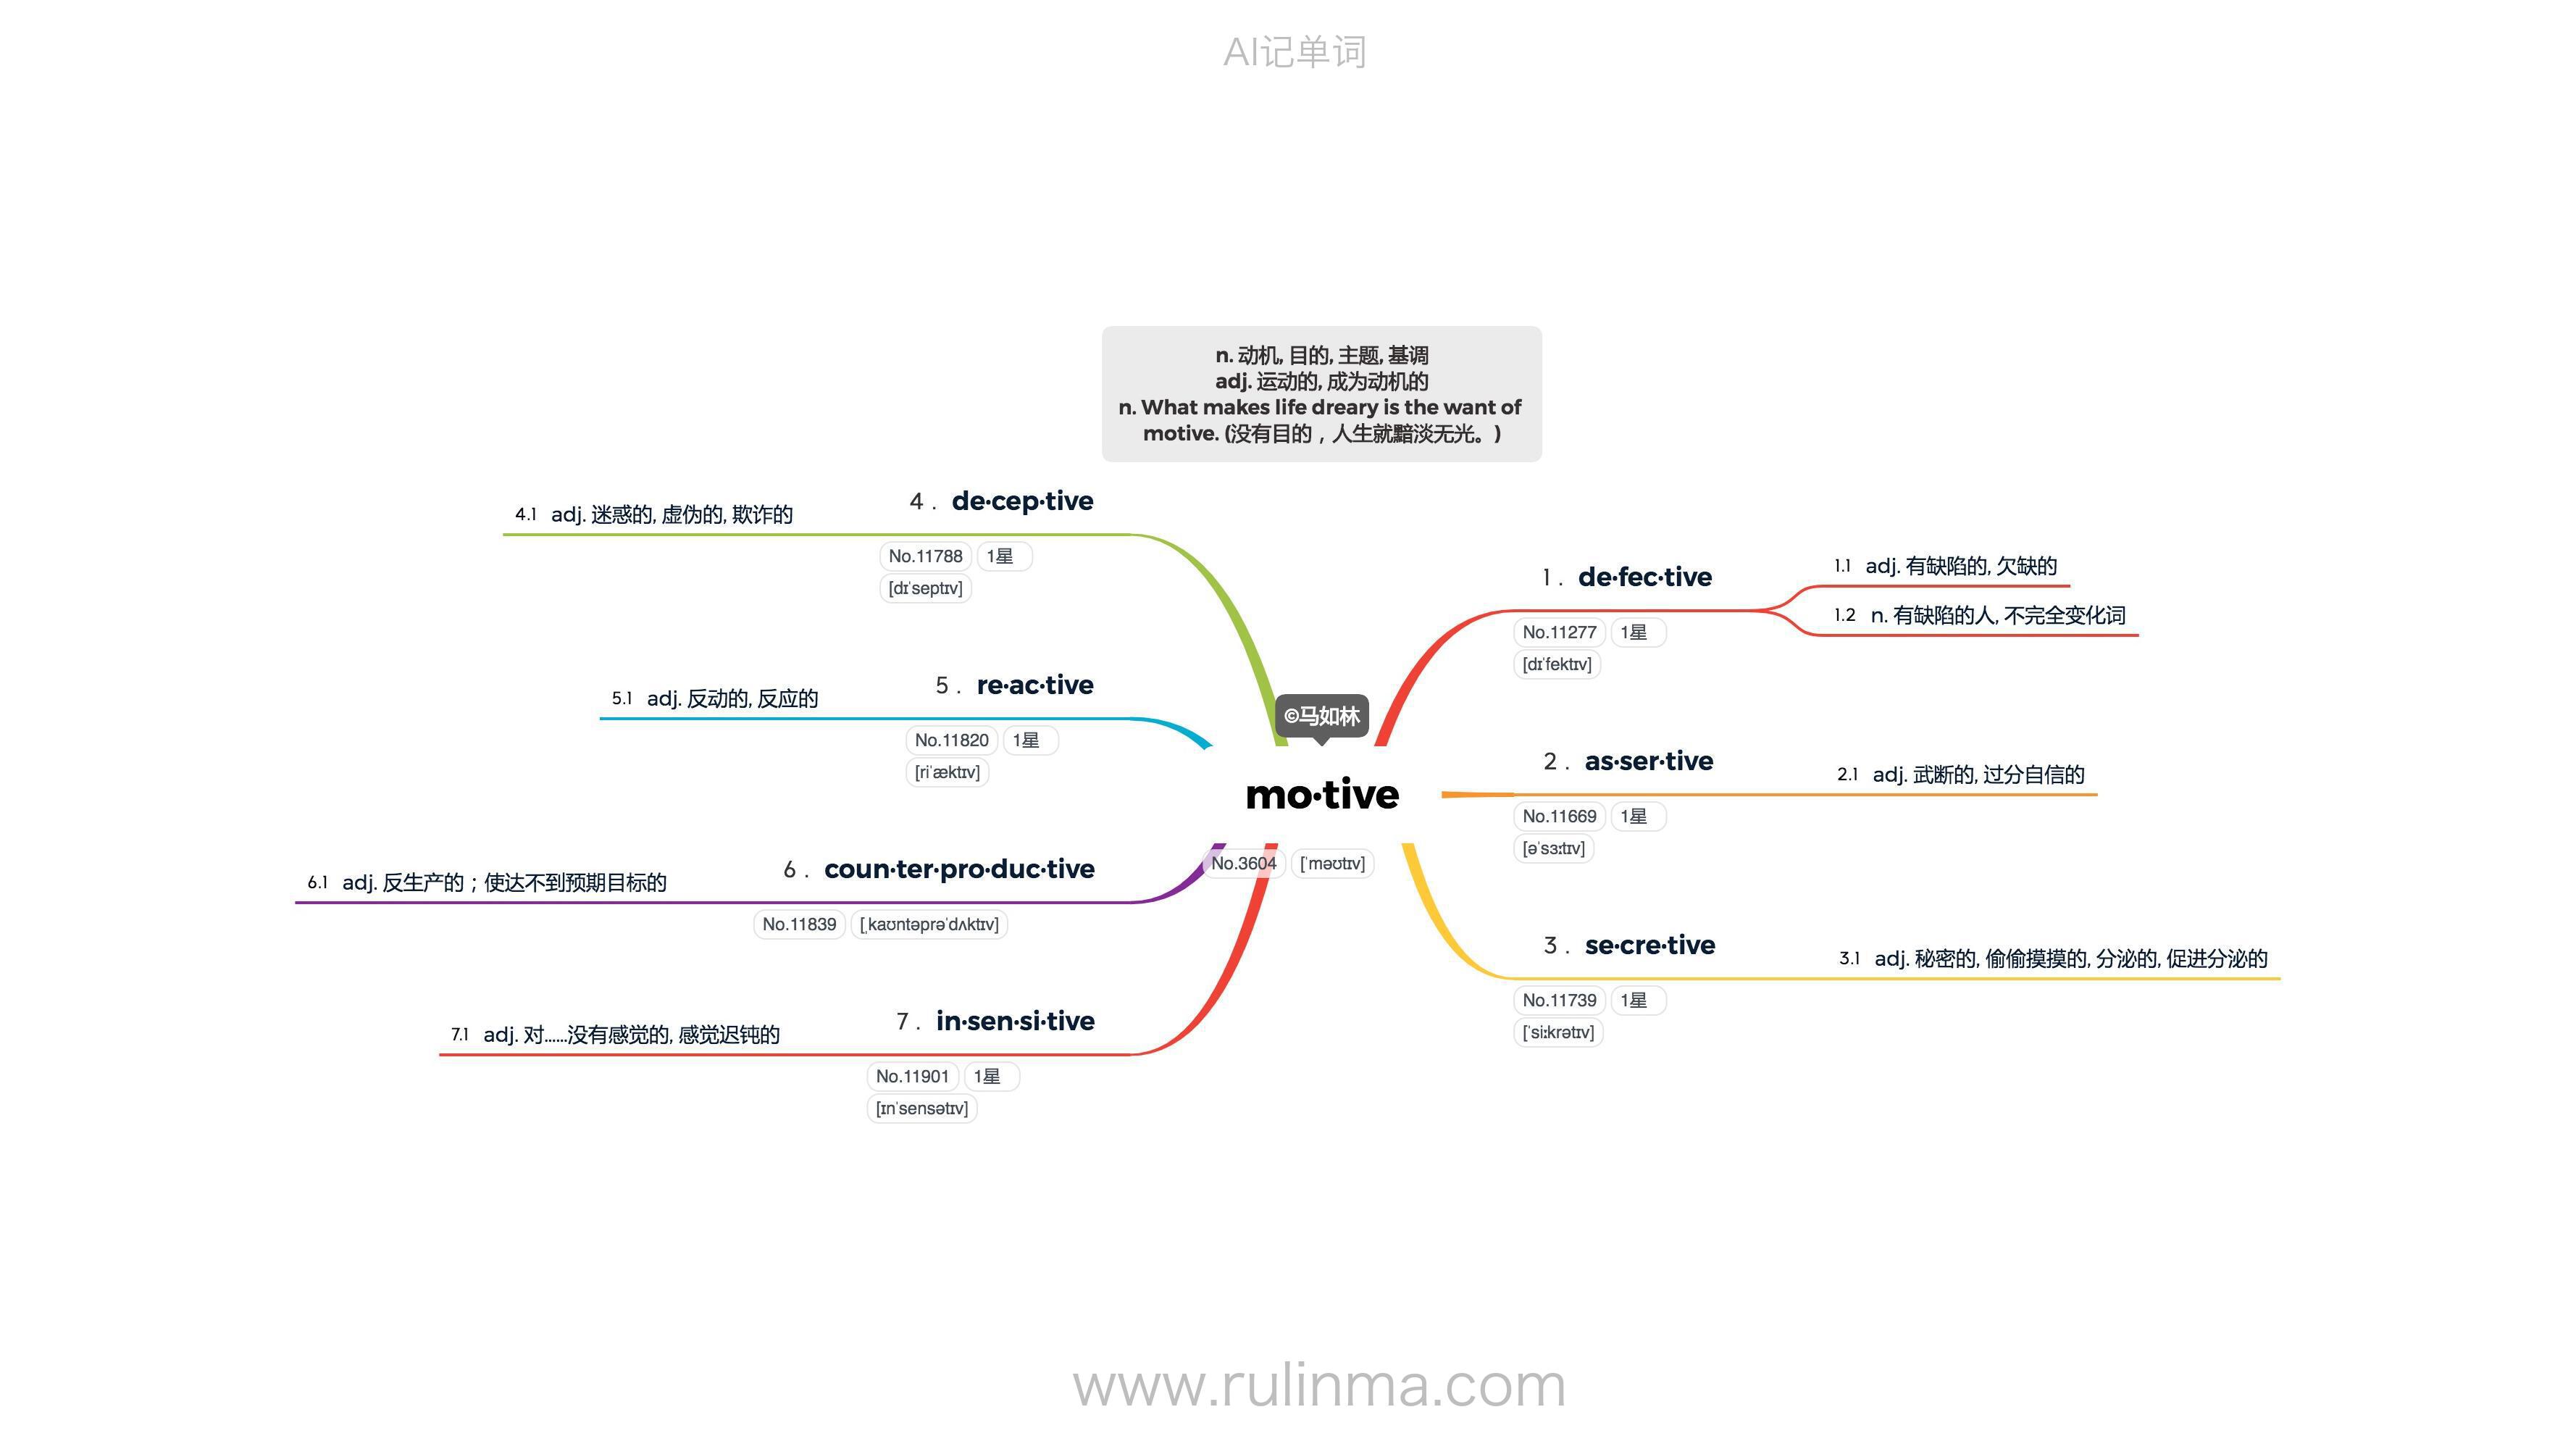 AI记单词
n. 动机, 目的, 主题, 基调
adj. 运动的, 成为动机的
n. What makes life dreary is the want of
motive. (没有目的，人生就黯淡无光。)
©马如林
mo·tive
No.3604 [ˈməʊtɪv]
1 . de·fec·tive
No.11277 1星
[dɪˈfektɪv]
1.1 adj. 有缺陷的, 欠缺的
1.2 n. 有缺陷的人, 不完全变化词
2 . as·ser·tive
No.11669 1星
[əˈsɜːtɪv]
2.1 adj. 武断的, 过分自信的
3 . se·cre·tive
No.11739 1星
[ˈsiːkrətɪv]
3.1 adj. 秘密的, 偷偷摸摸的, 分泌的, 促进分泌的
4 . de·cep·tive
No.11788 1星
[dɪˈseptɪv]
4.1 adj. 迷惑的, 虚伪的, 欺诈的
5 . re·ac·tive
No.11820 1星
[riˈæktɪv]
5.1 adj. 反动的, 反应的
6 . coun·ter·pro·duc·tive
No.11839 [ˌkaʊntəprəˈdʌktɪv]
6.1 adj. 反生产的；使达不到预期目标的
7 . in·sen·si·tive
No.11901 1星
[ɪnˈsensətɪv]
7.1 adj. 对……没有感觉的, 感觉迟钝的
www.rulinma.com